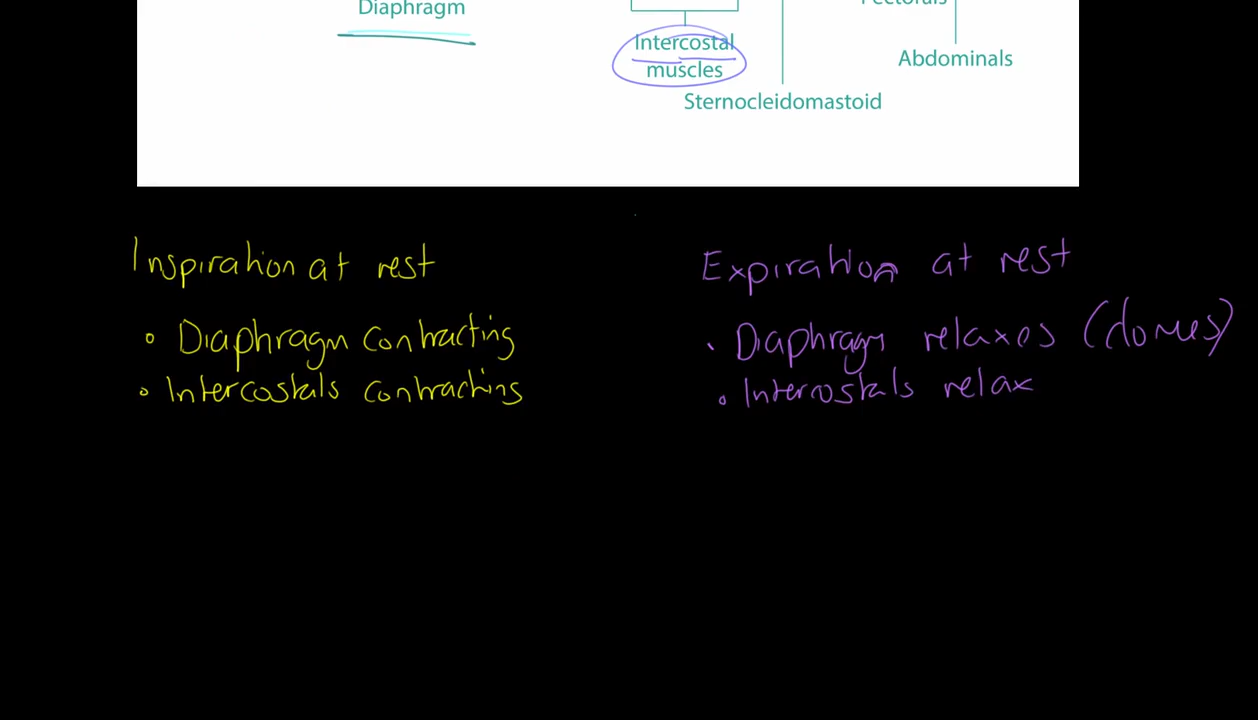 Diaphragm
Pectorals
Intercostal
muscles
Abdominals
Sternocleidomastoid
Inspiration at rest
• Diaphragm contracting
• Intercostals contracting
Expiration at rest
• Diaphragm relaxes (domes)
• Intercostals relax